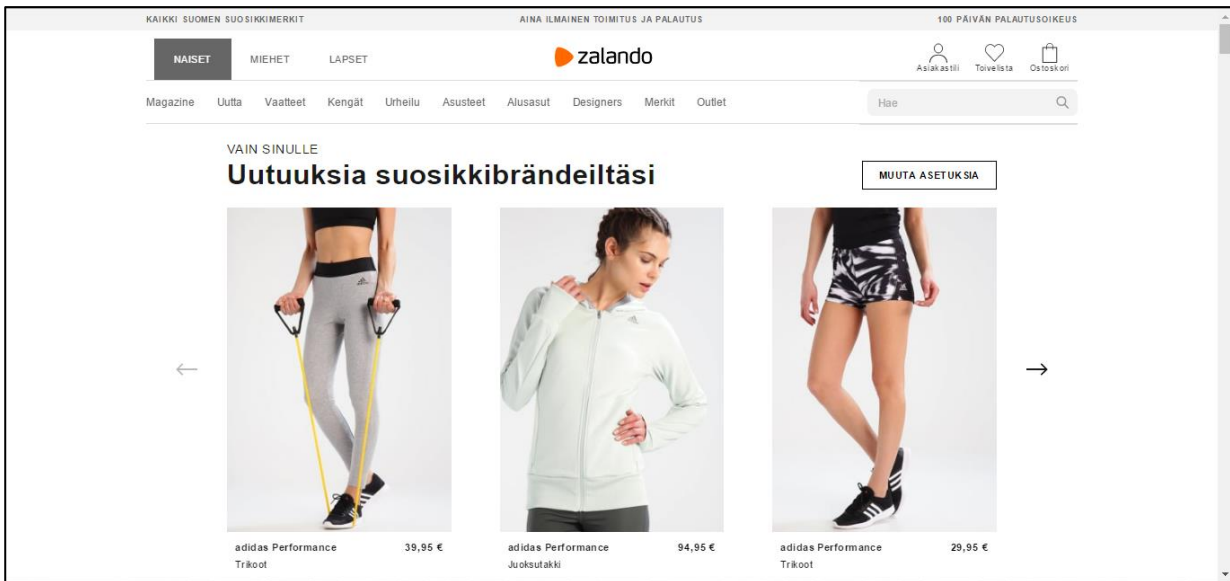 KAIKKI SUOMEN SUOSIKKIMERKIT AINA ILMAINEN TOIMITUS JA PALAUTUS 100 PÄIVÄN PALAUTUSOIKEUS
NAISET MIEHET LAPSET zalando Asiakastili Toivelista Ostoskori
Magazine Uutta Vaatteet Kengät Urheilu Asusteet Alusasut Designers Merkit Outlet Hae
VAIN SINULLE
Uutuuksia suosikkibrändeiltäsi MUUTA ASETUKSIA
adidas Performance 39,95 € adidas Performance 94,95 € adidas Performance 29,95 €
Trikoot Juoksutakki Trikoot